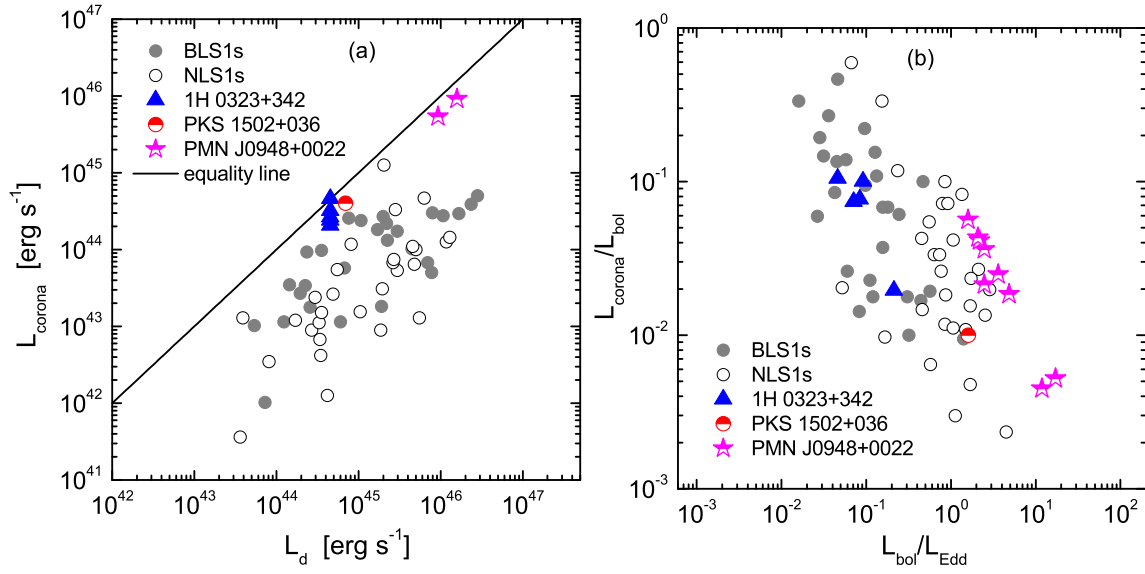 (a)
BLS1s
NLS1s
1H 0323+342
PKS 1502+036
PMN J0948+0022
equality line
10^47
10^46
10^45
10^44
10^43
10^42
10^41
L_corona [erg s^-1]
10^42 10^43 10^44 10^45 10^46 10^47
L_d [erg s^-1]
(b)
10^0
10^-1
10^-2
10^-3
L_corona/L_bol
BLS1s
NLS1s
1H 0323+342
PKS 1502+036
PMN J0948+0022
10^-3 10^-2 10^-1 10^0 10^1 10^2
L_bol/L_Edd